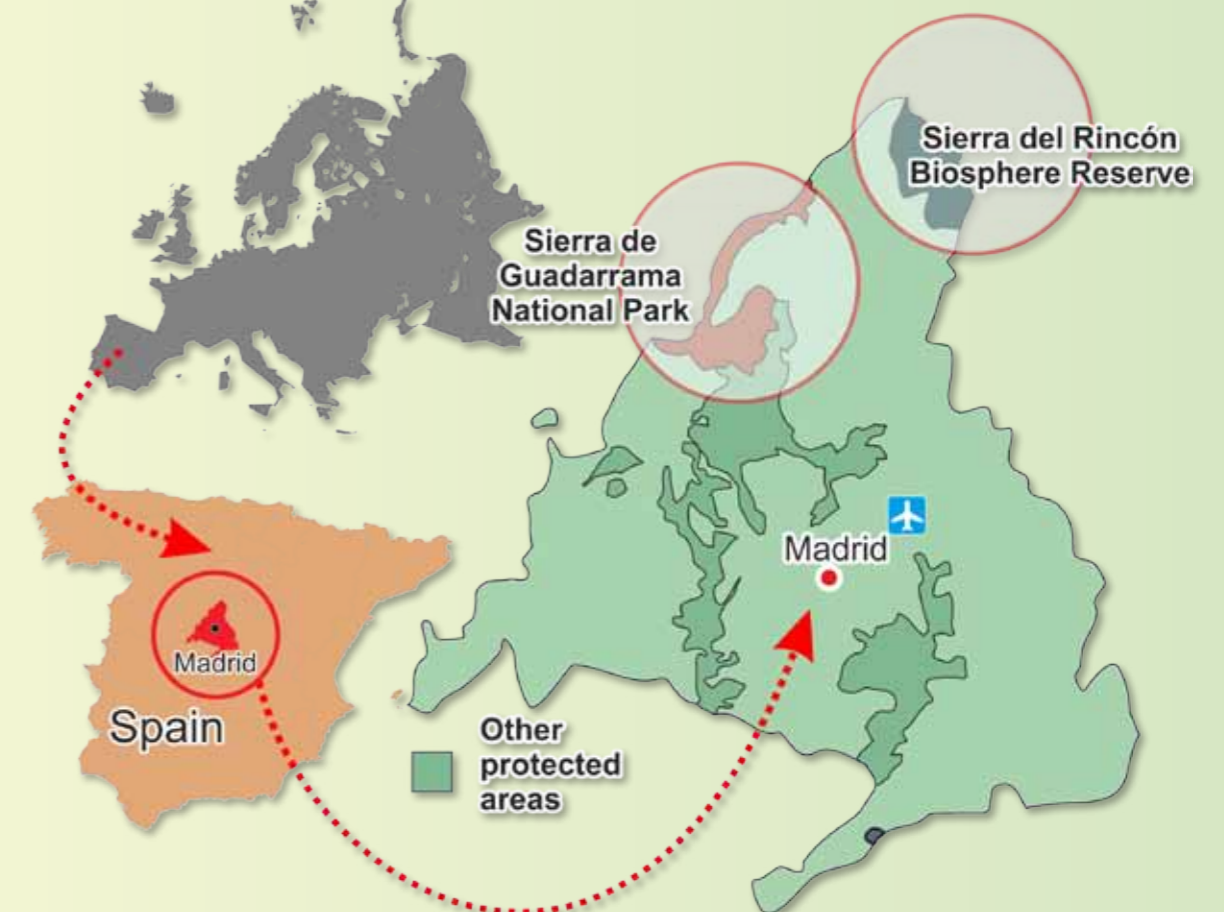 Sierra del Rincón
Biosphere Reserve
Sierra de
Guadarrama
National Park
Madrid
Madrid
Spain
Other
protected
areas